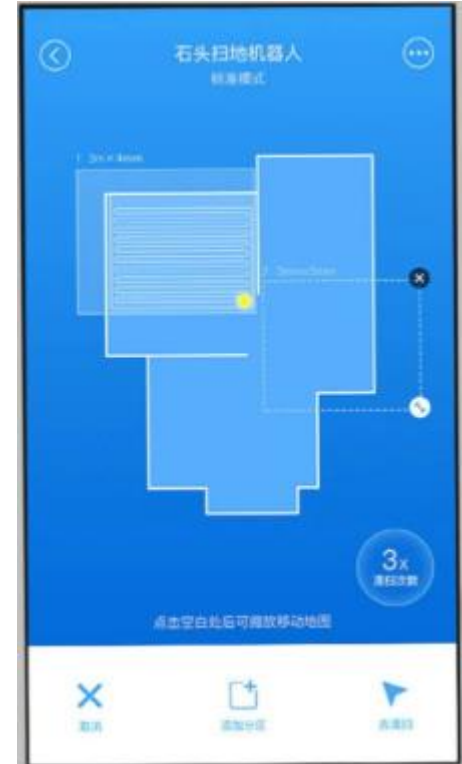 石头扫地机器人
标准模式
3x
清扫次数
点击空白处后可缩放移动地图
取消
添加分区
去清扫